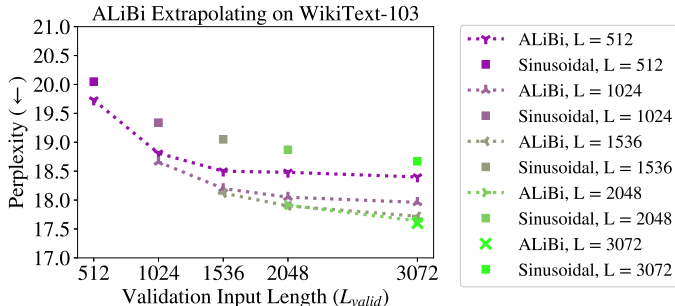 ALiBi Extrapolating on WikiText-103
Perplexity (←)
21.0
20.5
20.0
19.5
19.0
18.5
18.0
17.5
17.0
512
1024
1536
2048
3072
Validation Input Length (L_valid)
ALiBi, L = 512
Sinusoidal, L = 512
ALiBi, L = 1024
Sinusoidal, L = 1024
ALiBi, L = 1536
Sinusoidal, L = 1536
ALiBi, L = 2048
Sinusoidal, L = 2048
ALiBi, L = 3072
Sinusoidal, L = 3072